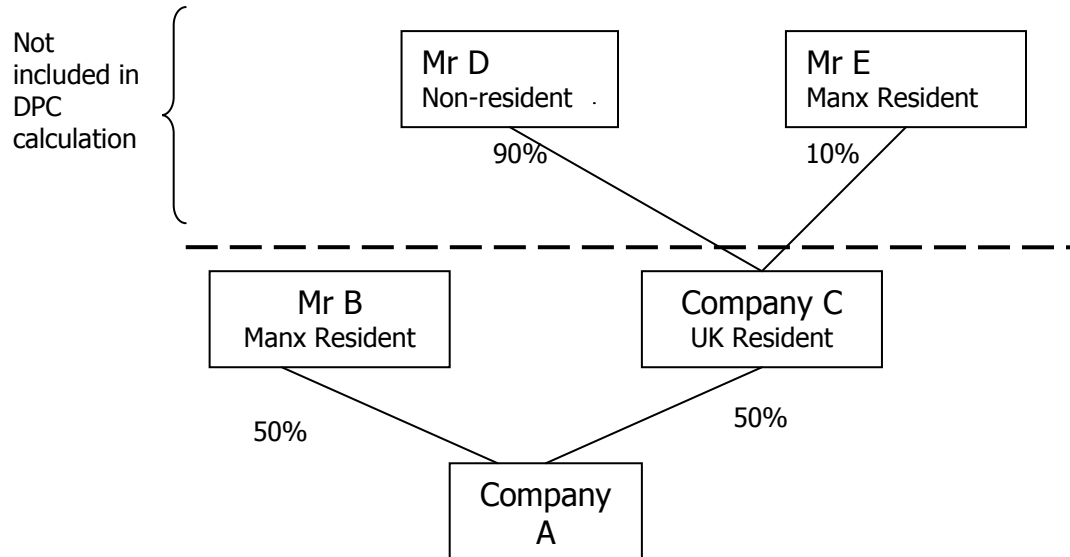 Not
included in
DPC
calculation
Mr D
Non-resident .
Mr E
Manx Resident
90%
10%
Mr B
Manx Resident
Company C
UK Resident
50%
50%
Company
A